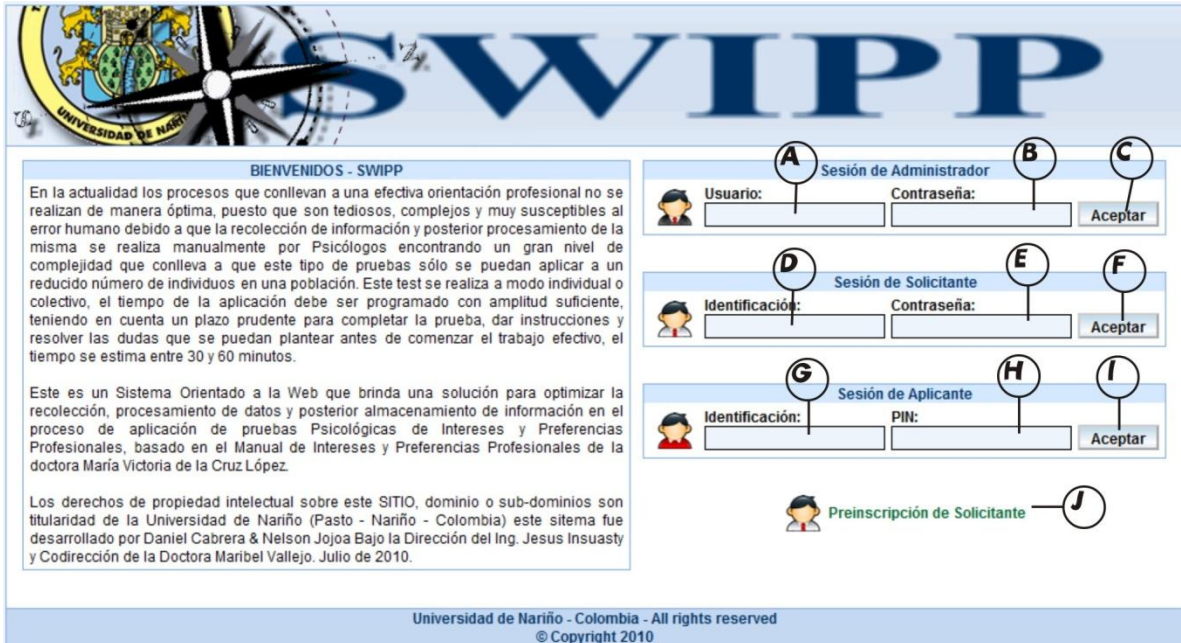 UNIVERSIDAD DE NARIÑ
SWIPP
BIENVENIDOS - SWIPP
En la actualidad los procesos que conllevan a una efectiva orientación profesional no se
realizan de manera óptima, puesto que son tediosos, complejos y muy susceptibles al
error humano debido a que la recolección de información y posterior procesamiento de la
misma se realiza manualmente por Psicólogos encontrando un gran nivel de
complejidad que conlleva a que este tipo de pruebas sólo se puedan aplicar a un
reducido número de individuos en una población. Este test se realiza a modo individual o
colectivo, el tiempo de la aplicación debe ser programado con amplitud suficiente,
teniendo en cuenta un plazo prudente para completar la prueba, dar instrucciones y
resolver las dudas que se puedan plantear antes de comenzar el trabajo efectivo, el
tiempo se estima entre 30 y 60 minutos.
Este es un Sistema Orientado a la Web que brinda una solución para optimizar la
recolección, procesamiento de datos y posterior almacenamiento de información en el
proceso de aplicación de pruebas Psicológicas de Intereses y Preferencias
Profesionales, basado en el Manual de Intereses y Preferencias Profesionales de la
doctora María Victoria de la Cruz López.
Los derechos de propiedad intelectual sobre este SITIO, dominio o sub-dominios son
titularidad de la Universidad de Nariño (Pasto - Nariño - Colombia) este sitema fue
desarrollado por Daniel Cabrera & Nelson Jojoa Bajo la Dirección del Ing. Jesus Insuasty
y Codirección de la Doctora Maribel Vallejo. Julio de 2010.
A B C
Sesión de Administrador
Usuario: Contraseña:
Aceptar
D E F
Sesión de Solicitante
Identificación: Contraseña:
Aceptar
G H I
Sesión de Aplicante
Identificación: PIN:
Aceptar
Preinscripción de Solicitante J
Universidad de Nariño - Colombia - All rights reserved
© Copyright 2010